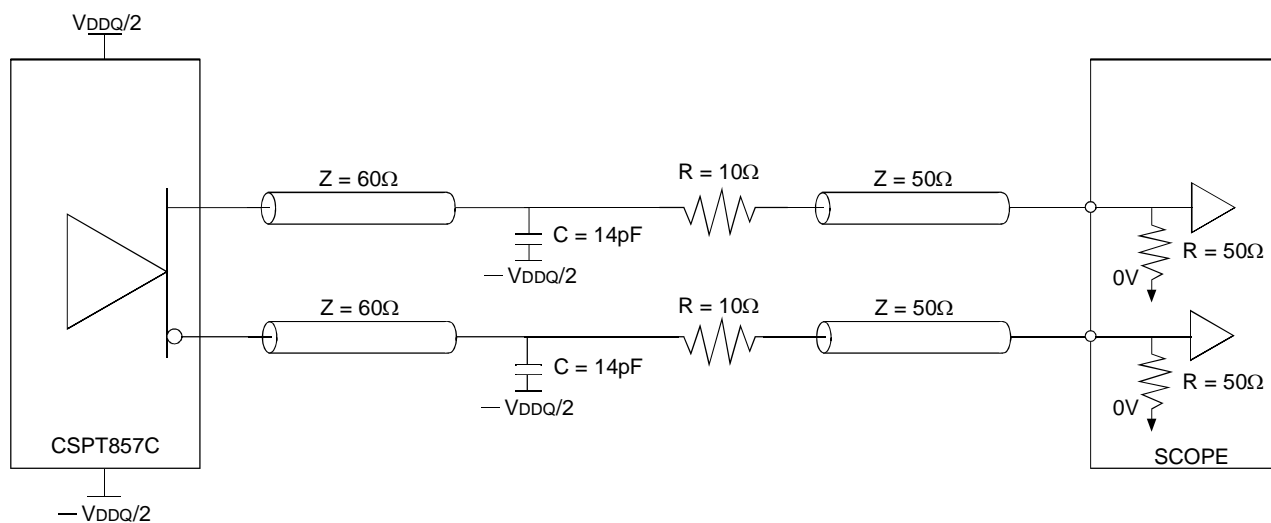 VDDQ/2
Z = 60Ω
R = 10Ω
Z = 50Ω
C = 14pF
— VDDQ/2
R = 50Ω
0V
Z = 60Ω
R = 10Ω
Z = 50Ω
C = 14pF
— VDDQ/2
R = 50Ω
0V
CSPT857C
SCOPE
— VDDQ/2